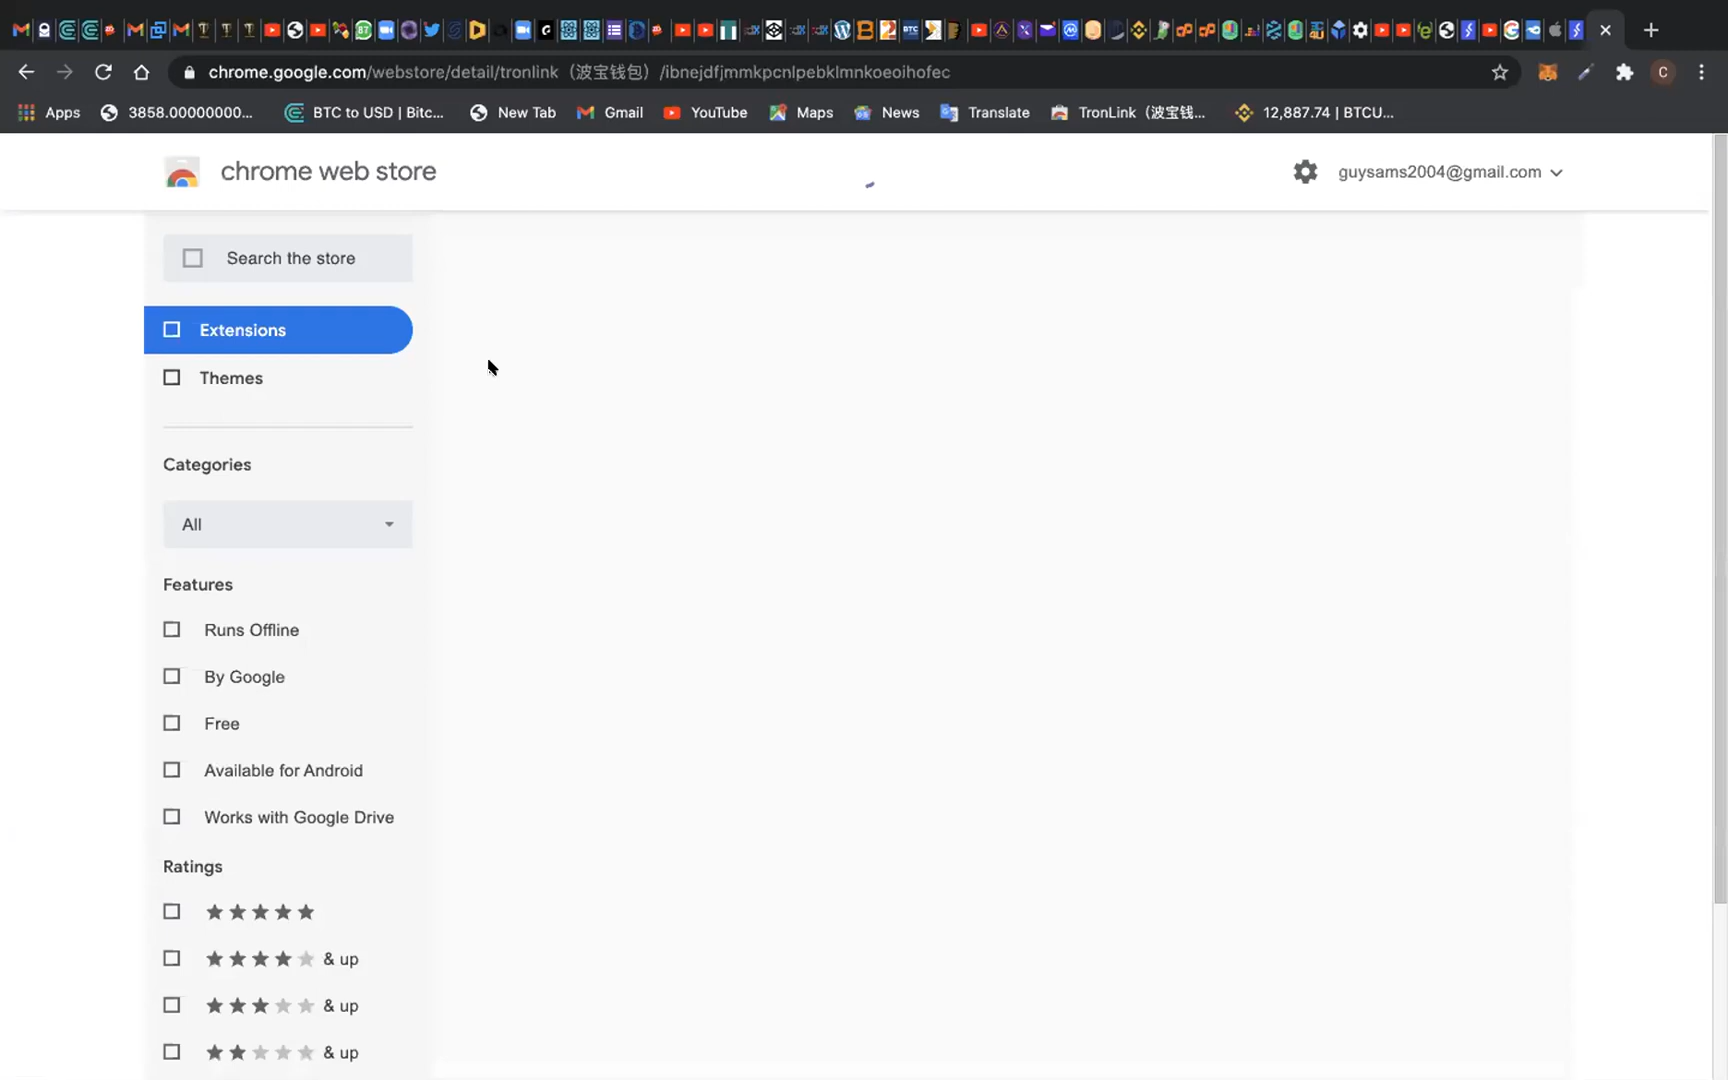 chrome.google.com/webstore/detail/tronlink（波宝钱包）/ibnejdfjmmkpcnlpebklmnkoeoihofec
C
Apps
3858.00000000...
BTC to USD | Bitc...
New Tab
Gmail
YouTube
Maps
News
Translate
TronLink（波宝钱...
12,887.74 | BTCU...
chrome web store
guysams2004@gmail.com
Search the store
Extensions
Themes
Categories
All
Features
Runs Offline
By Google
Free
Available for Android
Works with Google Drive
Ratings
& up
& up
& up